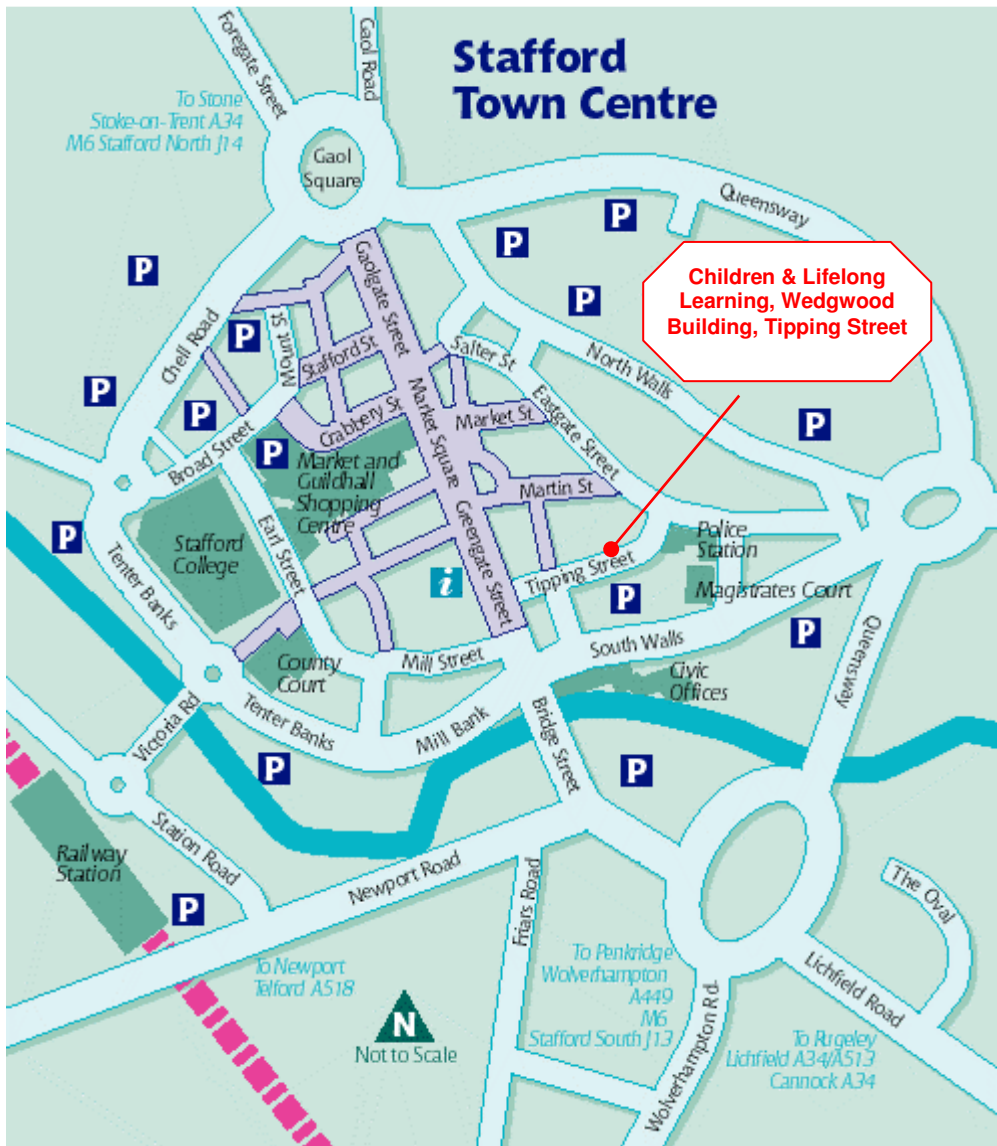 Stafford
Town Centre
Foregate Street
Gaol Road
To Stone
Stoke-on-Trent A34
M6 Stafford North J14
Gaol
Square
Queensway
P
P
P
P
P
Children & Lifelong
Learning, Wedgwood
Building, Tipping Street
Gaolgate Street
Chell Road
P
Mount St
Stafford St
Salter St
North Walls
P
P
Crabbery St
Market Square
Market St
Eastgate Street
P
Broad Street
P
Market and
Guildhall
Shopping
Centre
Martin St
P
Earl Street
Greengate Street
Stafford
College
Police
Station
Tenter Banks
i
Tipping Street
P
Magistrates Court
P
Queensway
South Walls
Mill Street
County
Court
Civic
Offices
Victoria Rd
Tenter Banks
Mill Bank
Bridge Street
P
P
Station Road
Railway
Station
P
Newport Road
Friars Road
The Oval
To Newport
Telford A518
To Penkridge
Wolverhampton
A449
M6
Stafford South J13
Lichfield Road
N
Not to Scale
Wolverhampton Rd.
To Rugeley
Lichfield A34/A513
Cannock A34